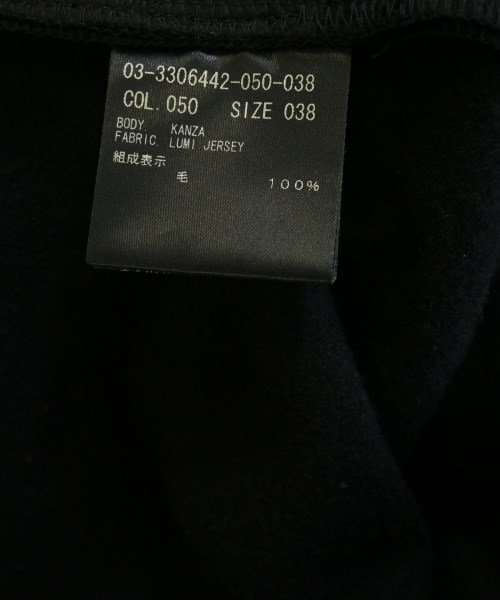 03-3306442-050-038
COL. 050 SIZE 038
BODY. KANZA
FABRIC. LUMI JERSEY
組成表示
毛 100%